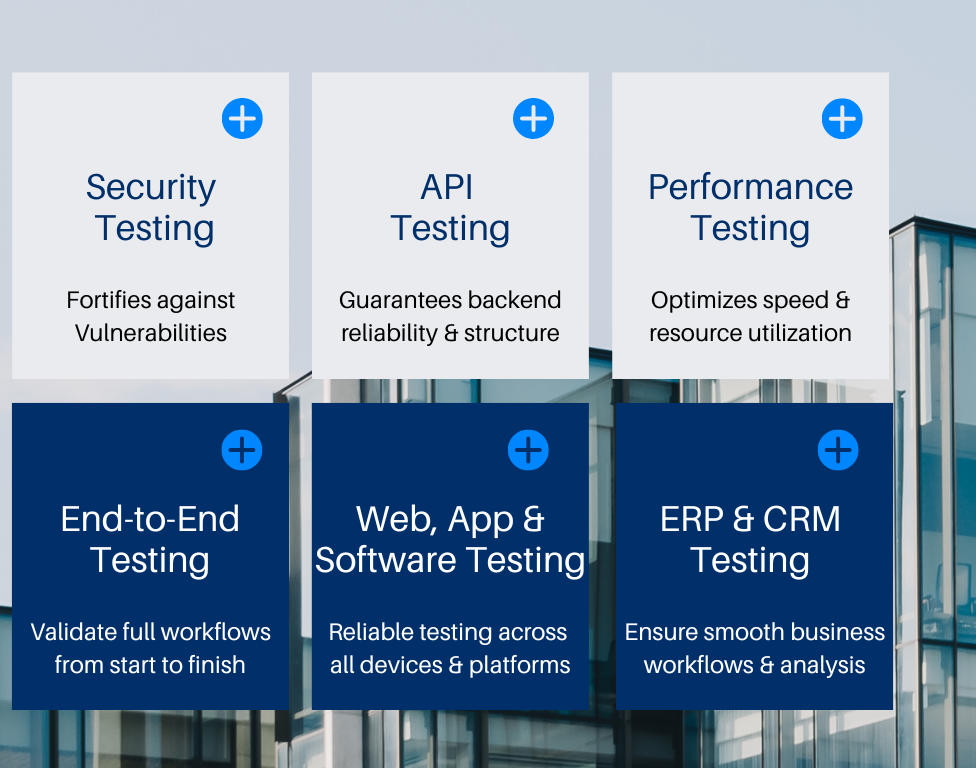 Security
Testing
Fortifies against
Vulnerabilities
API
Testing
Guarantees backend
reliability & structure
Performance
Testing
Optimizes speed &
resource utilization
End-to-End
Testing
Validate full workflows
from start to finish
Web, App &
Software Testing
Reliable testing across
all devices & platforms
ERP & CRM
Testing
Ensure smooth business
workflows & analysis